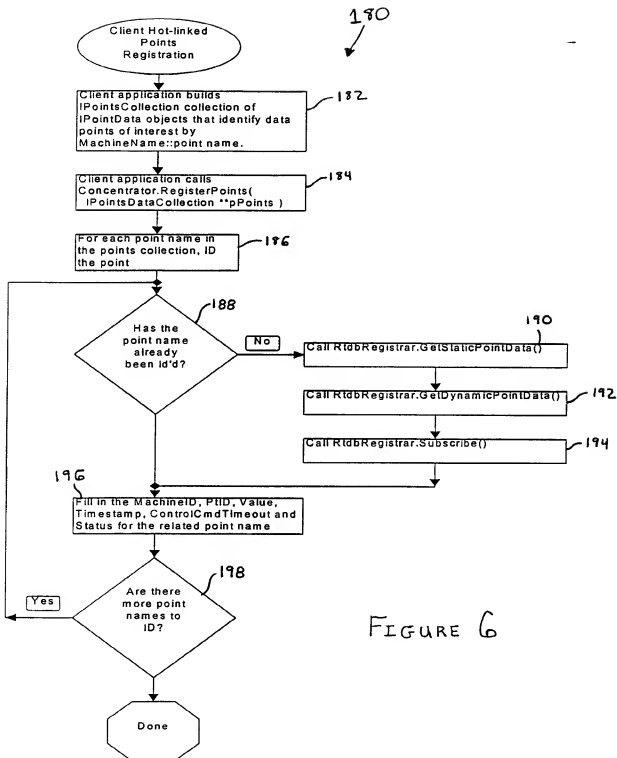 180
Client Hot-linked
Points
Registration
Client application builds
IPointsCollection collection of
IPointData objects that identify data
points of interest by
MachineName::point name.
182
Client application calls
Concentrator.RegisterPoints(
IPointsDataCollection **pPoints )
184
For each point name in
the points collection, ID
the point
186
188
Has the
point name
already
been id'd?
No
190
Call RtdbRegistrar.GetStaticPointData()
Call RtdbRegistrar.GetDynamicPointData()
192
Call RtdbRegistrar.Subscribe()
194
196
Fill in the MachineID, PtID, Value,
Timestamp, ControlCmdTImeout and
Status for the related point name
198
Are there
more point
names to
ID?
Yes
FIGURE 6
Done